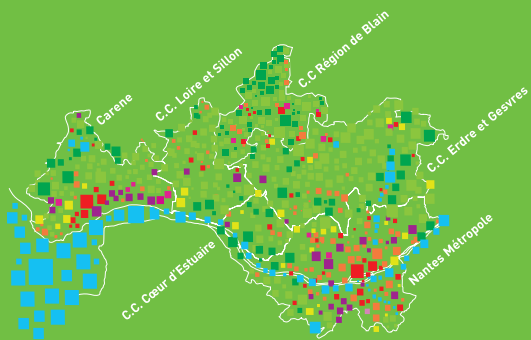 Carene
C.C. Loire et Sillon
C.C Région de Blain
C.C. Erdre et Gesvres
C.C. Cœur d'Estuaire
Nantes Métropole